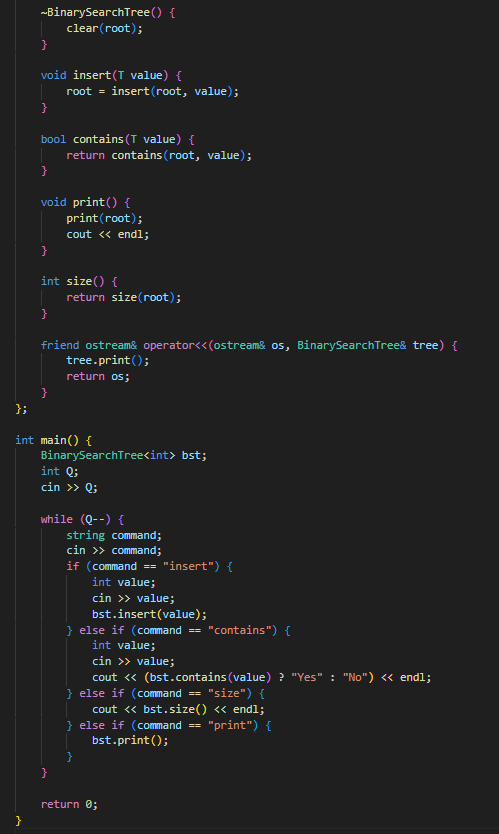 ~BinarySearchTree() {
clear(root);
}
void insert(T value) {
root = insert(root, value);
}
bool contains(T value) {
return contains(root, value);
}
void print() {
print(root);
cout << endl;
}
int size() {
return size(root);
}
friend ostream& operator<<(ostream& os, BinarySearchTree& tree) {
tree.print();
return os;
}
};
int main() {
BinarySearchTree<int> bst;
int Q;
cin >> Q;
while (Q--) {
string command;
cin >> command;
if (command == "insert") {
int value;
cin >> value;
bst.insert(value);
} else if (command == "contains") {
int value;
cin >> value;
cout << (bst.contains(value) ? "Yes" : "No") << endl;
} else if (command == "size") {
cout << bst.size() << endl;
} else if (command == "print") {
bst.print();
}
}
return 0;
}